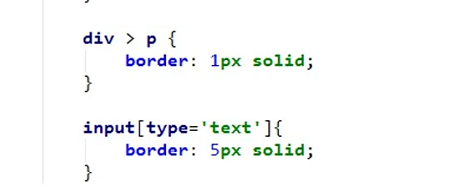 div > p {
    border: 1px solid;
}
input[type='text']{
    border: 5px solid;
}